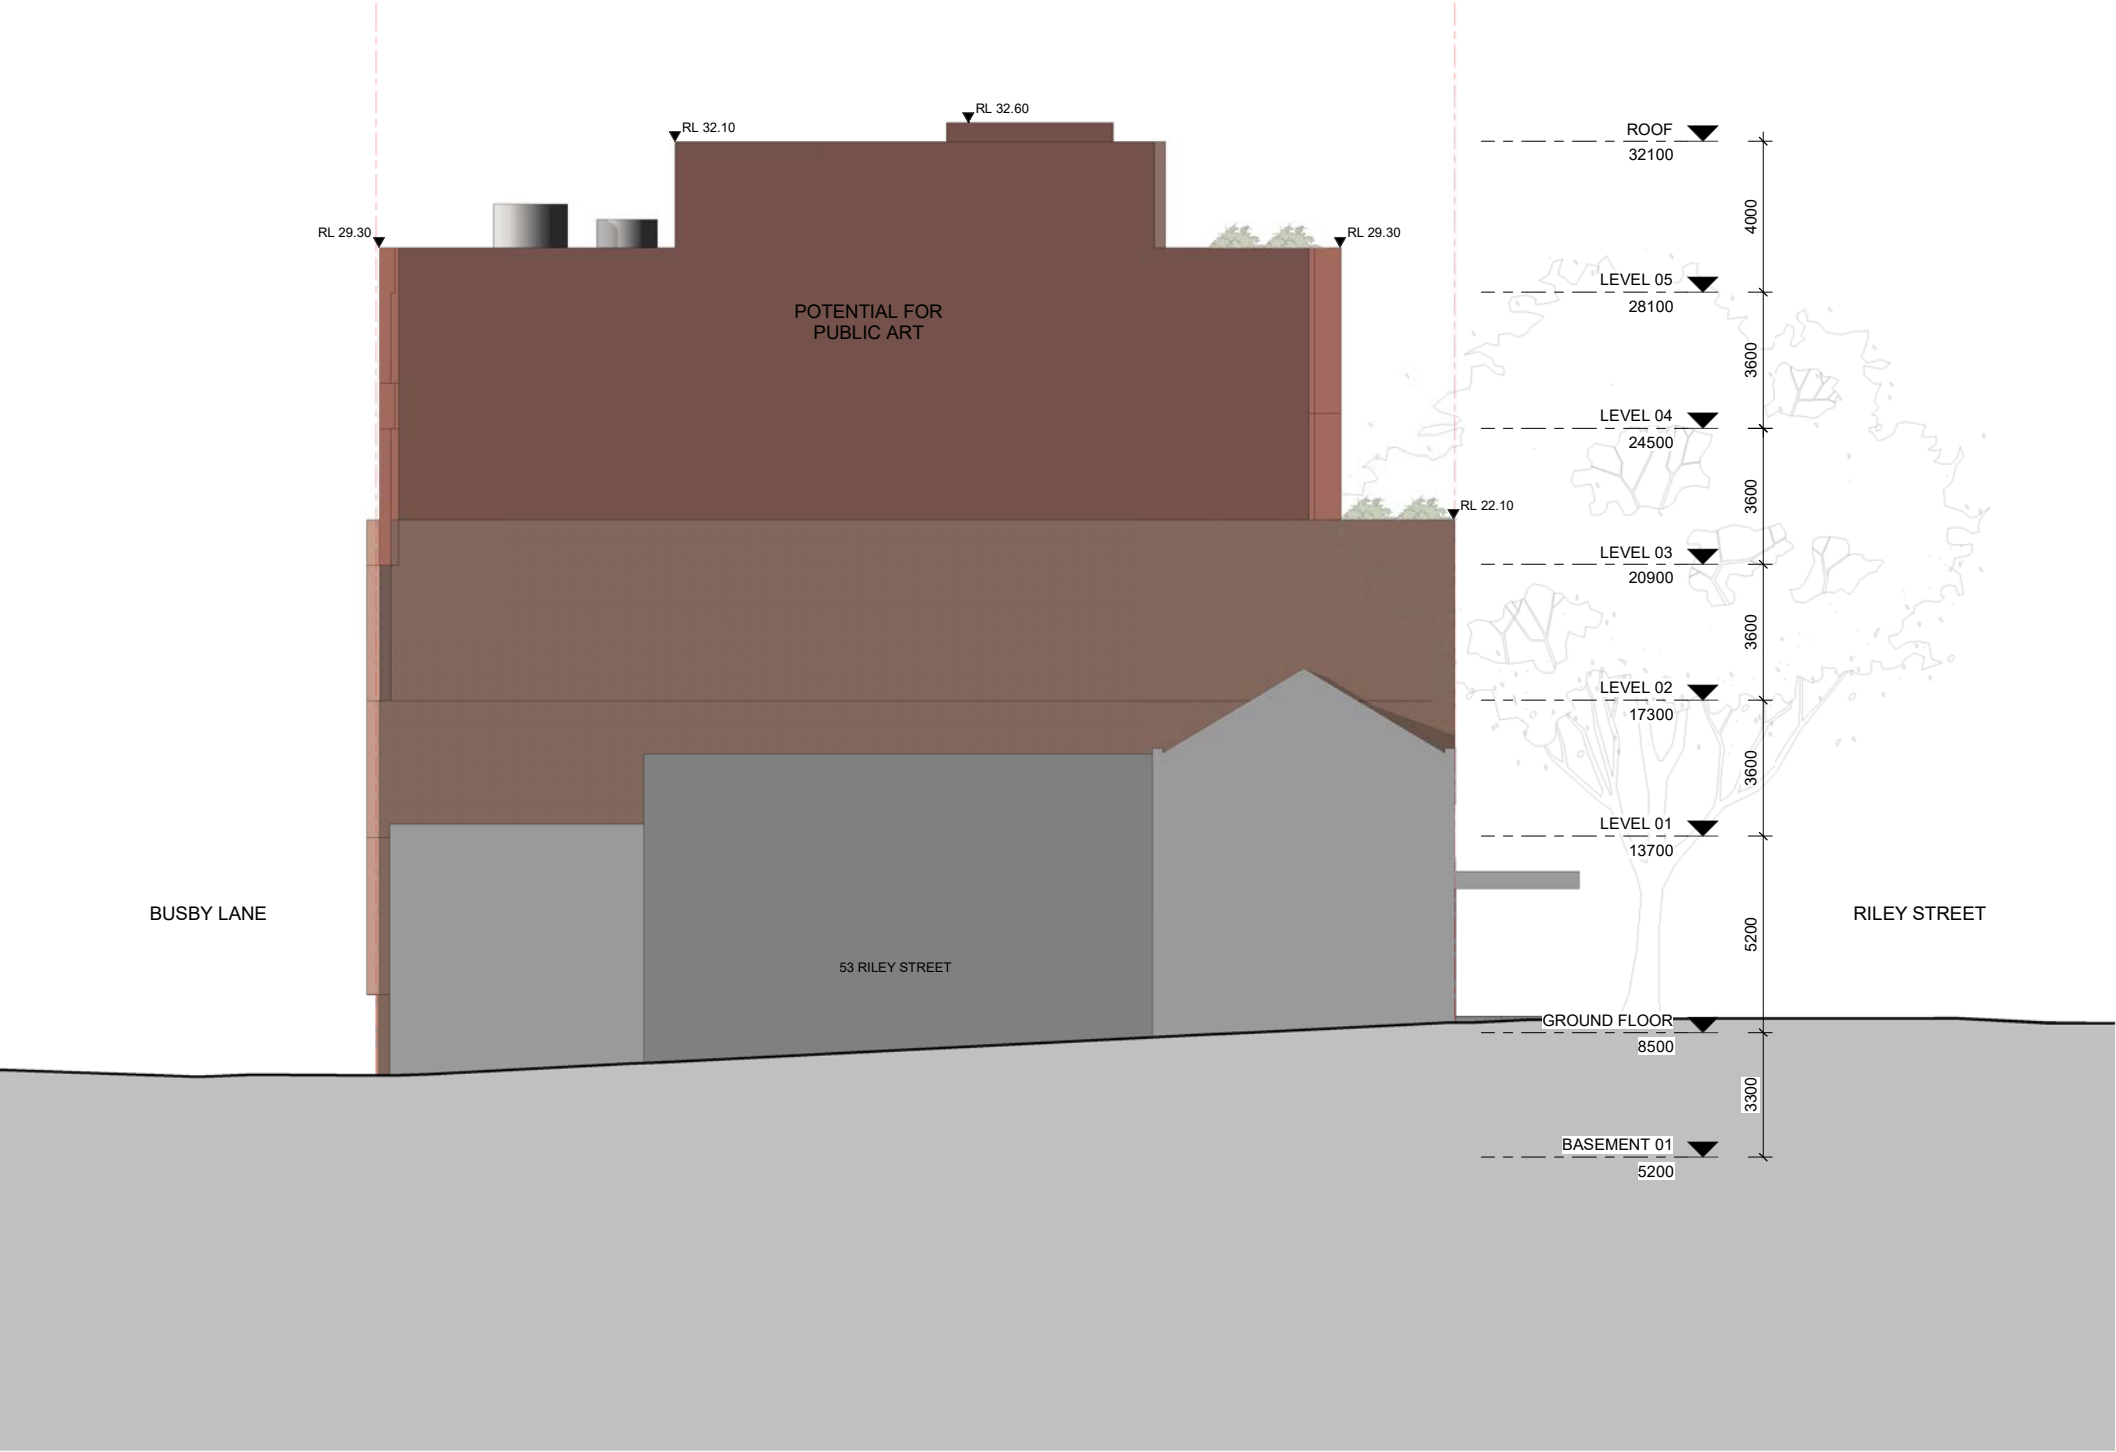 RL 32.60
RL 32.10
ROOF
32100
4000
RL 29.30
RL 29.30
LEVEL 05
28100
POTENTIAL FOR
PUBLIC ART
3600
LEVEL 04
24500
3600
RL 22.10
LEVEL 03
20900
3600
LEVEL 02
17300
3600
LEVEL 01
13700
BUSBY LANE
RILEY STREET
5200
53 RILEY STREET
GROUND FLOOR
8500
3300
BASEMENT 01
5200